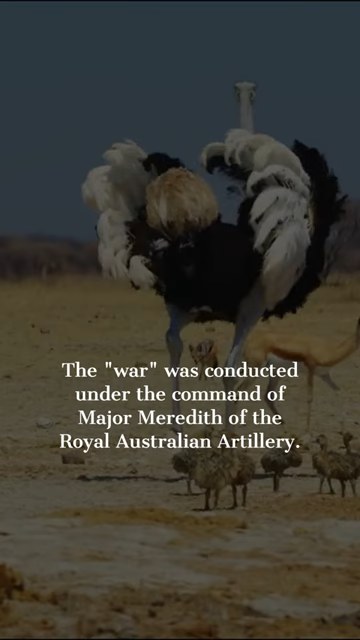 The "war" was conducted
under the command of
Major Meredith of the
Royal Australian Artillery.